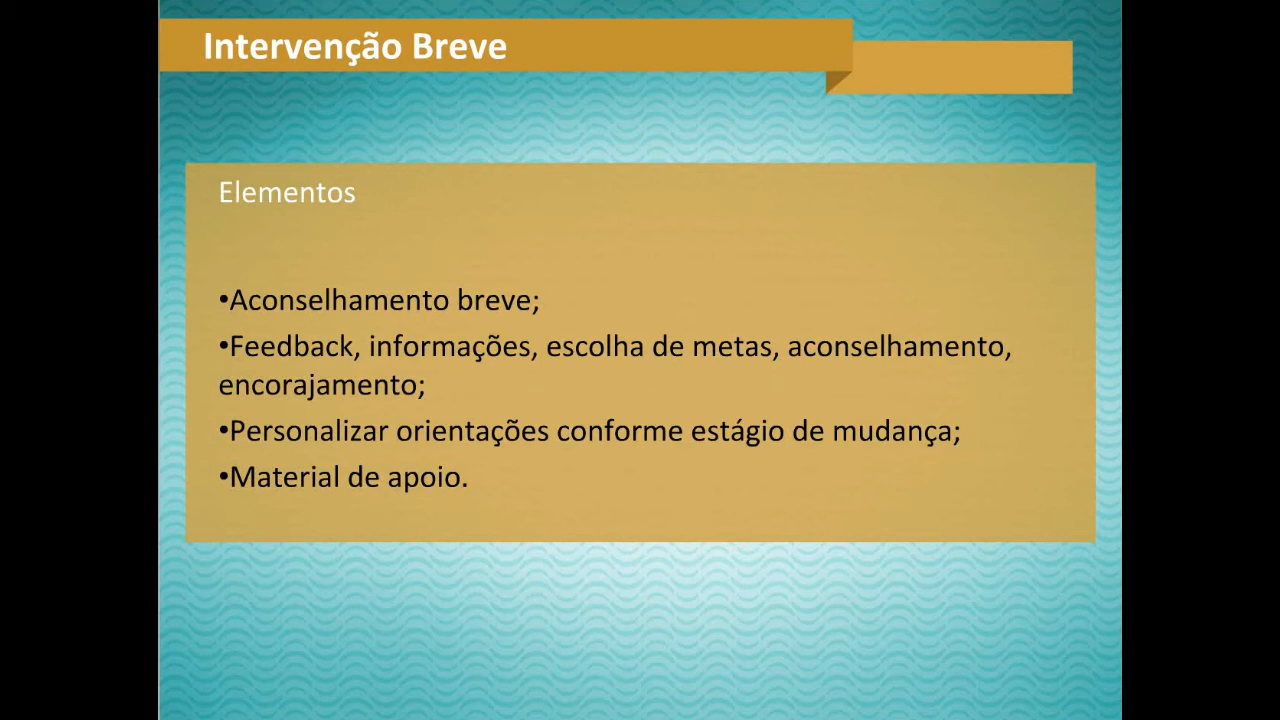 Intervenção Breve
Elementos
•Aconselhamento breve;
•Feedback, informações, escolha de metas, aconselhamento,
encorajamento;
•Personalizar orientações conforme estágio de mudança;
•Material de apoio.